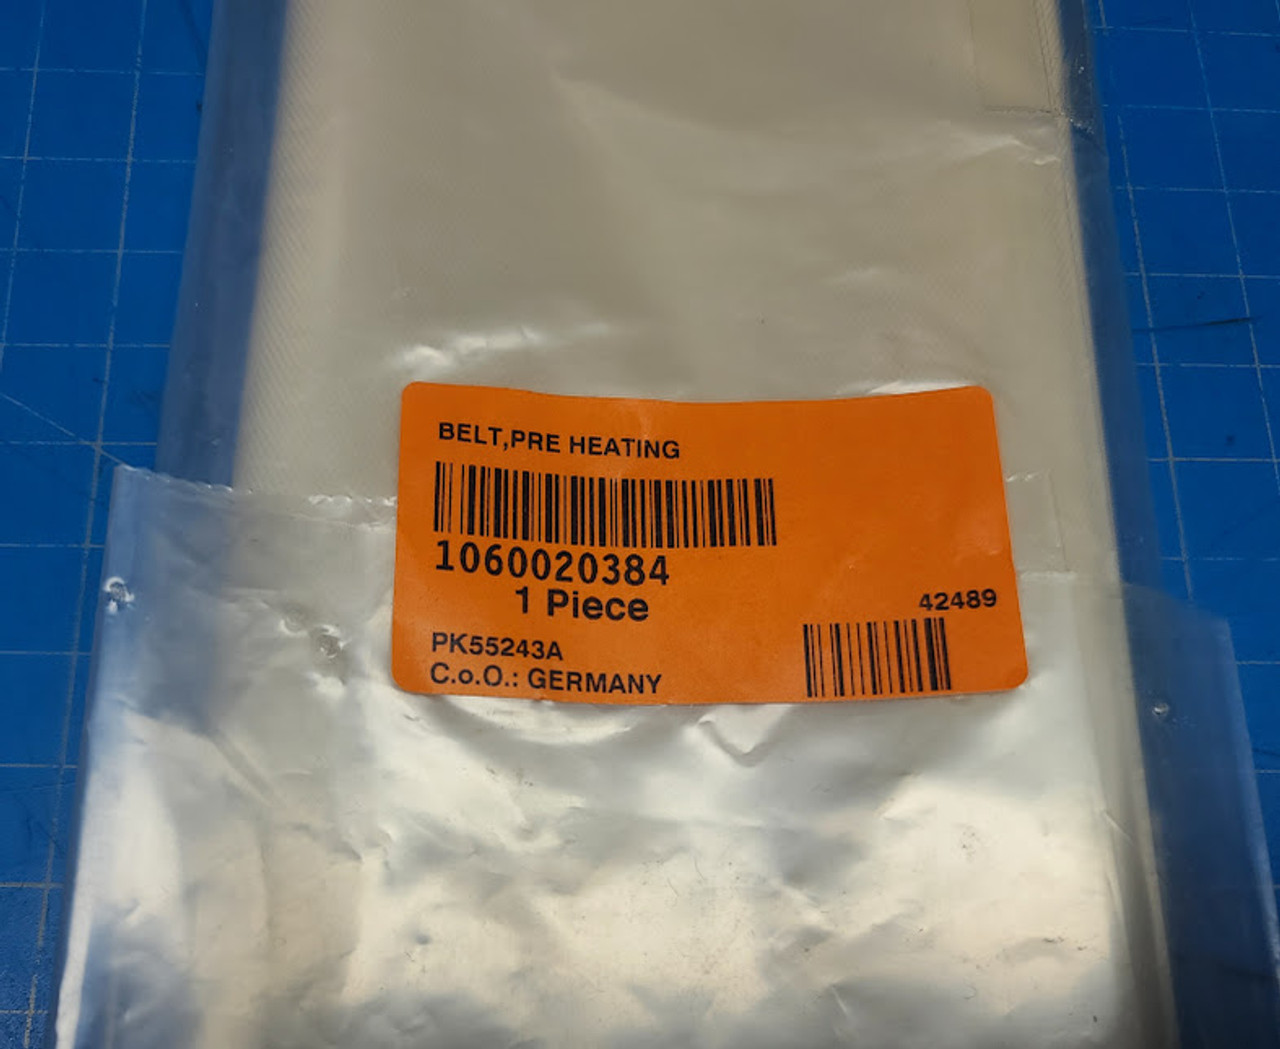 BELT,PRE HEATING
1060020384
1 Piece
42489
PK55243A
C.o.O.: GERMANY